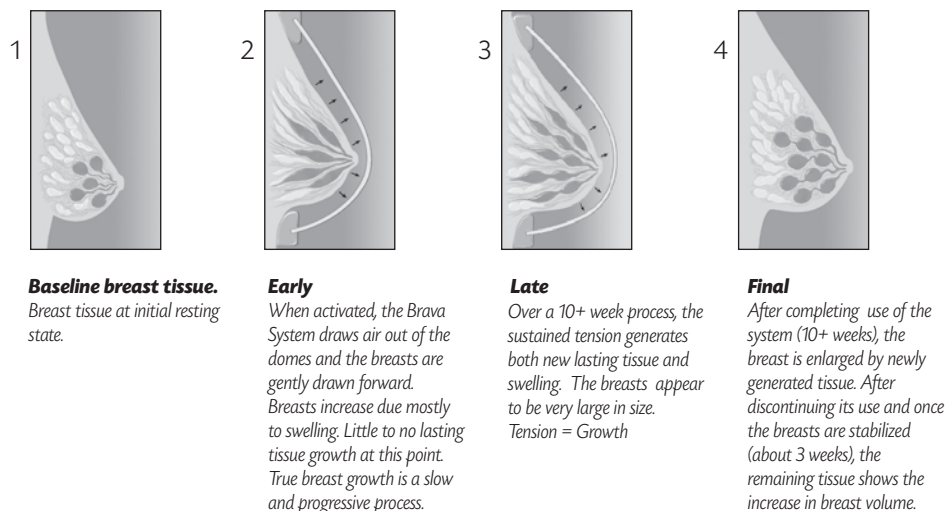 1
2
3
4
Baseline breast tissue.
Breast tissue at initial resting
state.
Early
When activated, the Brava
System draws air out of the
domes and the breasts are
gently drawn forward.
Breasts increase due mostly
to swelling. Little to no lasting
tissue growth at this point.
True breast growth is a slow
and progressive process.
Late
Over a 10+ week process, the
sustained tension generates
both new lasting tissue and
swelling. The breasts appear
to be very large in size.
Tension = Growth
Final
After completing use of the
system (10+ weeks), the
breast is enlarged by newly
generated tissue. After
discontinuing its use and once
the breasts are stabilized
(about 3 weeks), the
remaining tissue shows the
increase in breast volume.